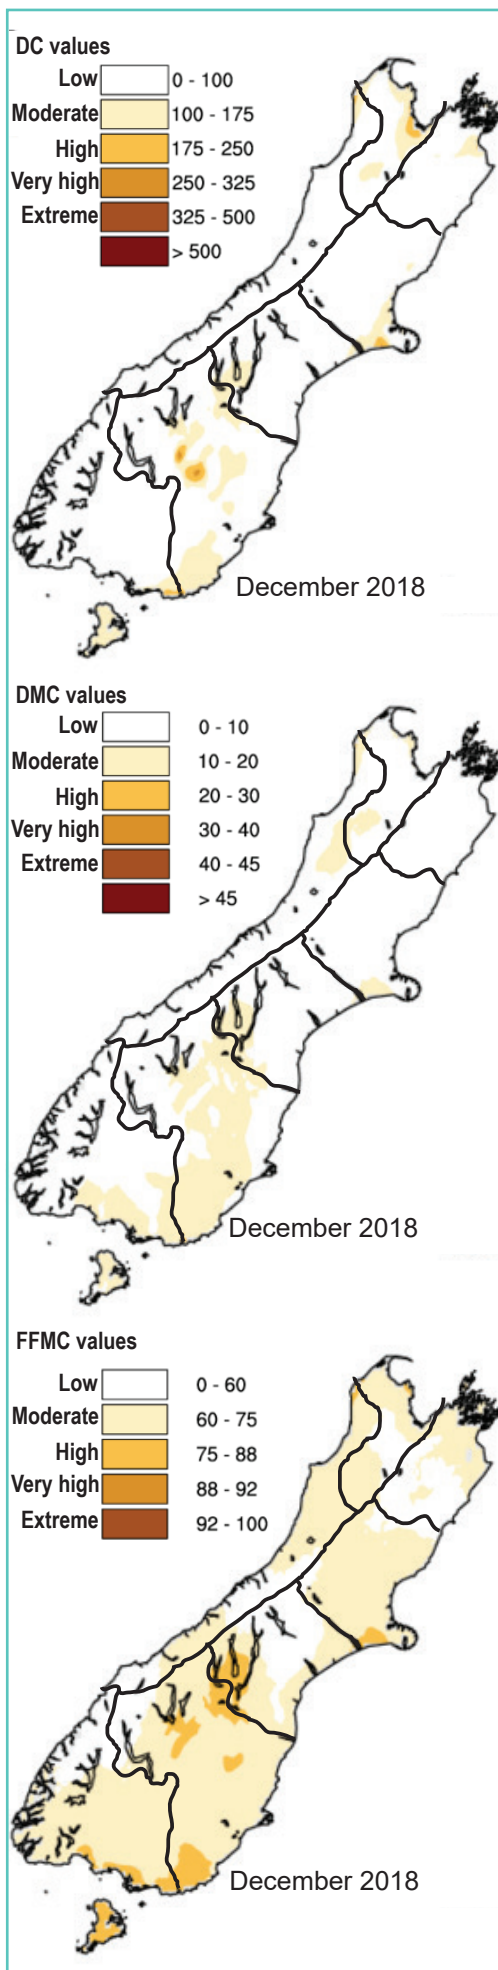 DC values
Low 0 - 100
Moderate 100 - 175
High 175 - 250
Very high 250 - 325
Extreme 325 - 500
> 500
December 2018
DMC values
Low 0 - 10
Moderate 10 - 20
High 20 - 30
Very high 30 - 40
Extreme 40 - 45
> 45
December 2018
FFMC values
Low 0 - 60
Moderate 60 - 75
High 75 - 88
Very high 88 - 92
Extreme 92 - 100
December 2018